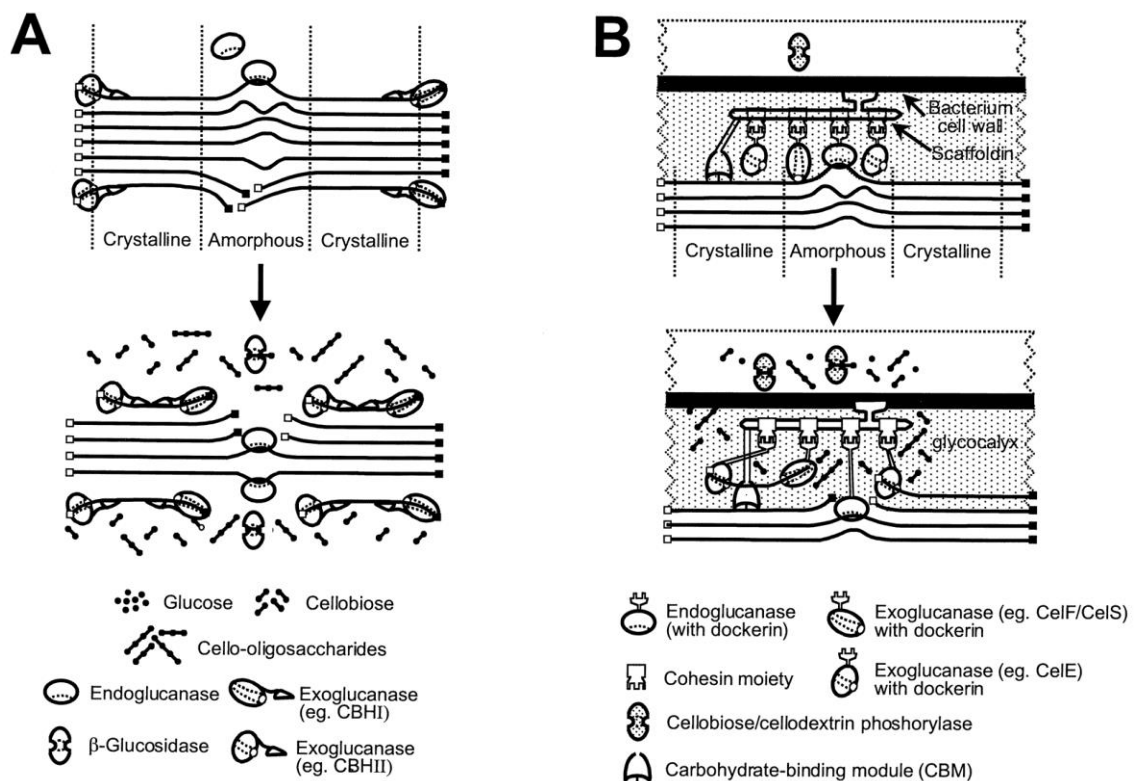 A
Crystalline
Amorphous
Crystalline
Glucose
Cellobiose
Cello-oligosaccharides
Endoglucanase
Exoglucanase
(eg. CBHI)
β-Glucosidase
Exoglucanase
(eg. CBHII)
B
Bacterium
cell wall
Scaffoldin
Crystalline
Amorphous
Crystalline
glycocalyx
Endoglucanase
(with dockerin)
Exoglucanase (eg. CelF/CelS)
with dockerin
Cohesin moiety
Exoglucanase (eg. CelE)
with dockerin
Cellobiose/cellodextrin phoshorylase
Carbohydrate-binding module (CBM)